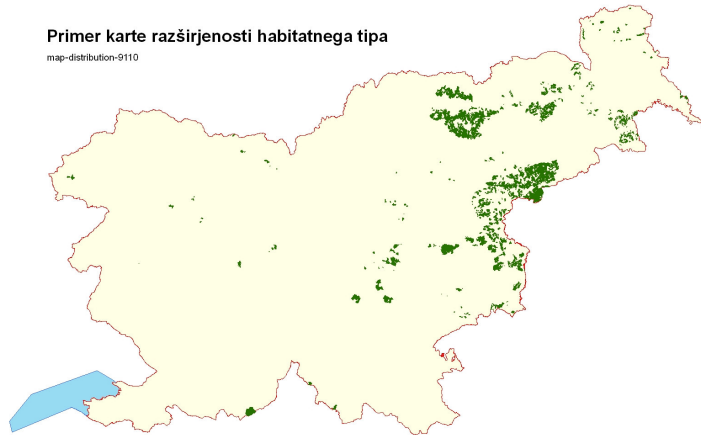 Primer karte razširjenosti habitatnega tipa
map-distribution-9110